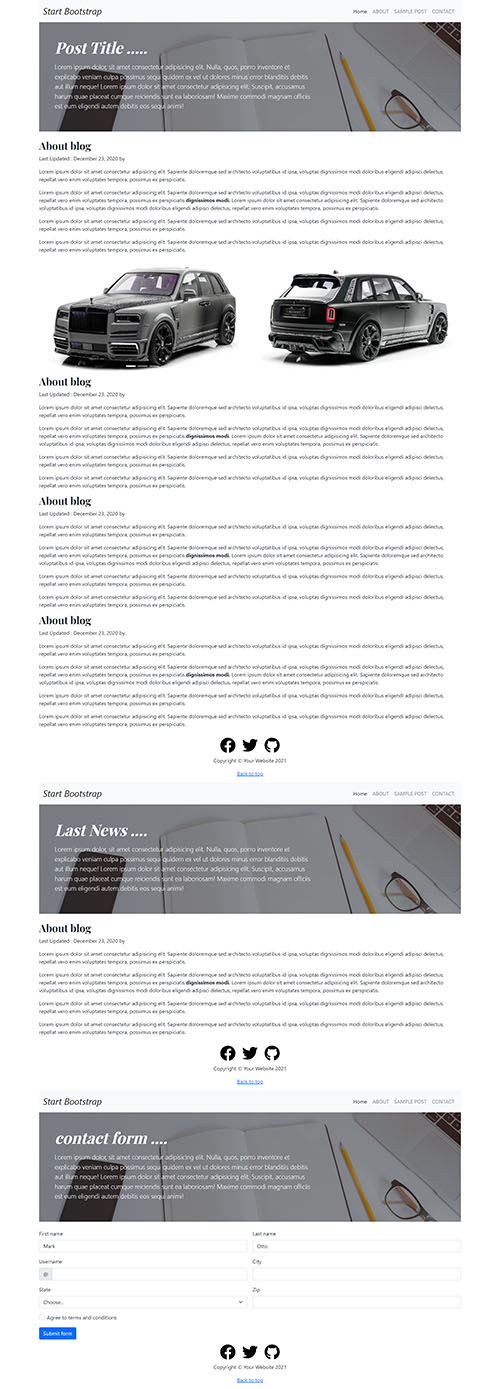 Start Bootstrap
Home ABOUT SAMPLE POST CONTACT
Post Title .....
Lorem ipsum dolor, sit amet consectetur adipisicing elit. Nulla, quos, porro inventore et
explicabo veniam culpa possimus sequi quidem ex vel ut dolores minus error blanditiis debitis
aut illum neque! Lorem ipsum dolor sit amet consectetur adipisicing elit. Suscipit, accusamus
harum quae placeat cumque reiciendis sunt ea laboriosam! Maxime commodi magnam officiis
est eum eligendi autem debitis eos sequi animi!
About blog
Last Updated : December 23, 2020 by
Lorem ipsum dolor sit amet consectetur adipisicing elit. Sapiente doloremque sed architecto voluptatibus id ipsa, voluptas dignissimos modi doloribus eligendi adipisci delectus,
repellat vero enim voluptates tempora, possimus ex perspiciatis.
Lorem ipsum dolor sit amet consectetur adipisicing elit. Sapiente doloremque sed architecto voluptatibus id ipsa, voluptas dignissimos modi doloribus eligendi adipisci delectus,
repellat vero enim voluptates tempora, possimus ex perspiciatis.dignissimos modi. Lorem ipsum dolor sit amet consectetur adipisicing elit. Sapiente doloremque sed architecto
voluptatibus id ipsa, voluptas dignissimos modi doloribus eligendi adipisci delectus, repellat vero enim voluptates tempora, possimus ex perspiciatis.
Lorem ipsum dolor sit amet consectetur adipisicing elit. Sapiente doloremque sed architecto voluptatibus id ipsa, voluptas dignissimos modi doloribus eligendi adipisci delectus,
repellat vero enim voluptates tempora, possimus ex perspiciatis.
Lorem ipsum dolor sit amet consectetur adipisicing elit. Sapiente doloremque sed architecto voluptatibus id ipsa, voluptas dignissimos modi doloribus eligendi adipisci delectus,
repellat vero enim voluptates tempora, possimus ex perspiciatis.
About blog
Last Updated : December 23, 2020 by
Lorem ipsum dolor sit amet consectetur adipisicing elit. Sapiente doloremque sed architecto voluptatibus id ipsa, voluptas dignissimos modi doloribus eligendi adipisci delectus,
repellat vero enim voluptates tempora, possimus ex perspiciatis.
Lorem ipsum dolor sit amet consectetur adipisicing elit. Sapiente doloremque sed architecto voluptatibus id ipsa, voluptas dignissimos modi doloribus eligendi adipisci delectus,
repellat vero enim voluptates tempora, possimus ex perspiciatis.dignissimos modi. Lorem ipsum dolor sit amet consectetur adipisicing elit. Sapiente doloremque sed architecto
voluptatibus id ipsa, voluptas dignissimos modi doloribus eligendi adipisci delectus, repellat vero enim voluptates tempora, possimus ex perspiciatis.
Lorem ipsum dolor sit amet consectetur adipisicing elit. Sapiente doloremque sed architecto voluptatibus id ipsa, voluptas dignissimos modi doloribus eligendi adipisci delectus,
repellat vero enim voluptates tempora, possimus ex perspiciatis.
Lorem ipsum dolor sit amet consectetur adipisicing elit. Sapiente doloremque sed architecto voluptatibus id ipsa, voluptas dignissimos modi doloribus eligendi adipisci delectus,
repellat vero enim voluptates tempora, possimus ex perspiciatis.
About blog
Last Updated : December 23, 2020 by
Lorem ipsum dolor sit amet consectetur adipisicing elit. Sapiente doloremque sed architecto voluptatibus id ipsa, voluptas dignissimos modi doloribus eligendi adipisci delectus,
repellat vero enim voluptates tempora, possimus ex perspiciatis.
Lorem ipsum dolor sit amet consectetur adipisicing elit. Sapiente doloremque sed architecto voluptatibus id ipsa, voluptas dignissimos modi doloribus eligendi adipisci delectus,
repellat vero enim voluptates tempora, possimus ex perspiciatis.dignissimos modi. Lorem ipsum dolor sit amet consectetur adipisicing elit. Sapiente doloremque sed architecto
voluptatibus id ipsa, voluptas dignissimos modi doloribus eligendi adipisci delectus, repellat vero enim voluptates tempora, possimus ex perspiciatis.
Lorem ipsum dolor sit amet consectetur adipisicing elit. Sapiente doloremque sed architecto voluptatibus id ipsa, voluptas dignissimos modi doloribus eligendi adipisci delectus,
repellat vero enim voluptates tempora, possimus ex perspiciatis.
Lorem ipsum dolor sit amet consectetur adipisicing elit. Sapiente doloremque sed architecto voluptatibus id ipsa, voluptas dignissimos modi doloribus eligendi adipisci delectus,
repellat vero enim voluptates tempora, possimus ex perspiciatis.
About blog
Last Updated : December 23, 2020 by
Lorem ipsum dolor sit amet consectetur adipisicing elit. Sapiente doloremque sed architecto voluptatibus id ipsa, voluptas dignissimos modi doloribus eligendi adipisci delectus,
repellat vero enim voluptates tempora, possimus ex perspiciatis.
Lorem ipsum dolor sit amet consectetur adipisicing elit. Sapiente doloremque sed architecto voluptatibus id ipsa, voluptas dignissimos modi doloribus eligendi adipisci delectus,
repellat vero enim voluptates tempora, possimus ex perspiciatis.dignissimos modi. Lorem ipsum dolor sit amet consectetur adipisicing elit. Sapiente doloremque sed architecto
voluptatibus id ipsa, voluptas dignissimos modi doloribus eligendi adipisci delectus, repellat vero enim voluptates tempora, possimus ex perspiciatis.
Lorem ipsum dolor sit amet consectetur adipisicing elit. Sapiente doloremque sed architecto voluptatibus id ipsa, voluptas dignissimos modi doloribus eligendi adipisci delectus,
repellat vero enim voluptates tempora, possimus ex perspiciatis.
Lorem ipsum dolor sit amet consectetur adipisicing elit. Sapiente doloremque sed architecto voluptatibus id ipsa, voluptas dignissimos modi doloribus eligendi adipisci delectus,
repellat vero enim voluptates tempora, possimus ex perspiciatis.
Copyright © Your Website 2021
Back to top
Start Bootstrap
Home ABOUT SAMPLE POST CONTACT
Last News ....
Lorem ipsum dolor, sit amet consectetur adipisicing elit. Nulla, quos, porro inventore et
explicabo veniam culpa possimus sequi quidem ex vel ut dolores minus error blanditiis debitis
aut illum neque! Lorem ipsum dolor sit amet consectetur adipisicing elit. Suscipit, accusamus
harum quae placeat cumque reiciendis sunt ea laboriosam! Maxime commodi magnam officiis
est eum eligendi autem debitis eos sequi animi!
About blog
Last Updated : December 23, 2020 by
Lorem ipsum dolor sit amet consectetur adipisicing elit. Sapiente doloremque sed architecto voluptatibus id ipsa, voluptas dignissimos modi doloribus eligendi adipisci delectus,
repellat vero enim voluptates tempora, possimus ex perspiciatis.
Lorem ipsum dolor sit amet consectetur adipisicing elit. Sapiente doloremque sed architecto voluptatibus id ipsa, voluptas dignissimos modi doloribus eligendi adipisci delectus,
repellat vero enim voluptates tempora, possimus ex perspiciatis.dignissimos modi. Lorem ipsum dolor sit amet consectetur adipisicing elit. Sapiente doloremque sed architecto
voluptatibus id ipsa, voluptas dignissimos modi doloribus eligendi adipisci delectus, repellat vero enim voluptates tempora, possimus ex perspiciatis.
Lorem ipsum dolor sit amet consectetur adipisicing elit. Sapiente doloremque sed architecto voluptatibus id ipsa, voluptas dignissimos modi doloribus eligendi adipisci delectus,
repellat vero enim voluptates tempora, possimus ex perspiciatis.
Lorem ipsum dolor sit amet consectetur adipisicing elit. Sapiente doloremque sed architecto voluptatibus id ipsa, voluptas dignissimos modi doloribus eligendi adipisci delectus,
repellat vero enim voluptates tempora, possimus ex perspiciatis.
Copyright © Your Website 2021
Back to top
Start Bootstrap
Home ABOUT SAMPLE POST CONTACT
contact form ....
Lorem ipsum dolor, sit amet consectetur adipisicing elit. Nulla, quos, porro inventore et
explicabo veniam culpa possimus sequi quidem ex vel ut dolores minus error blanditiis debitis
aut illum neque! Lorem ipsum dolor sit amet consectetur adipisicing elit. Suscipit, accusamus
harum quae placeat cumque reiciendis sunt ea laboriosam! Maxime commodi magnam officiis
est eum eligendi autem debitis eos sequi animi!
First name Last name
Mark Otto
Username City
@
State Zip
Choose...
Agree to terms and conditions
Submit form
Copyright © Your Website 2021
Back to top